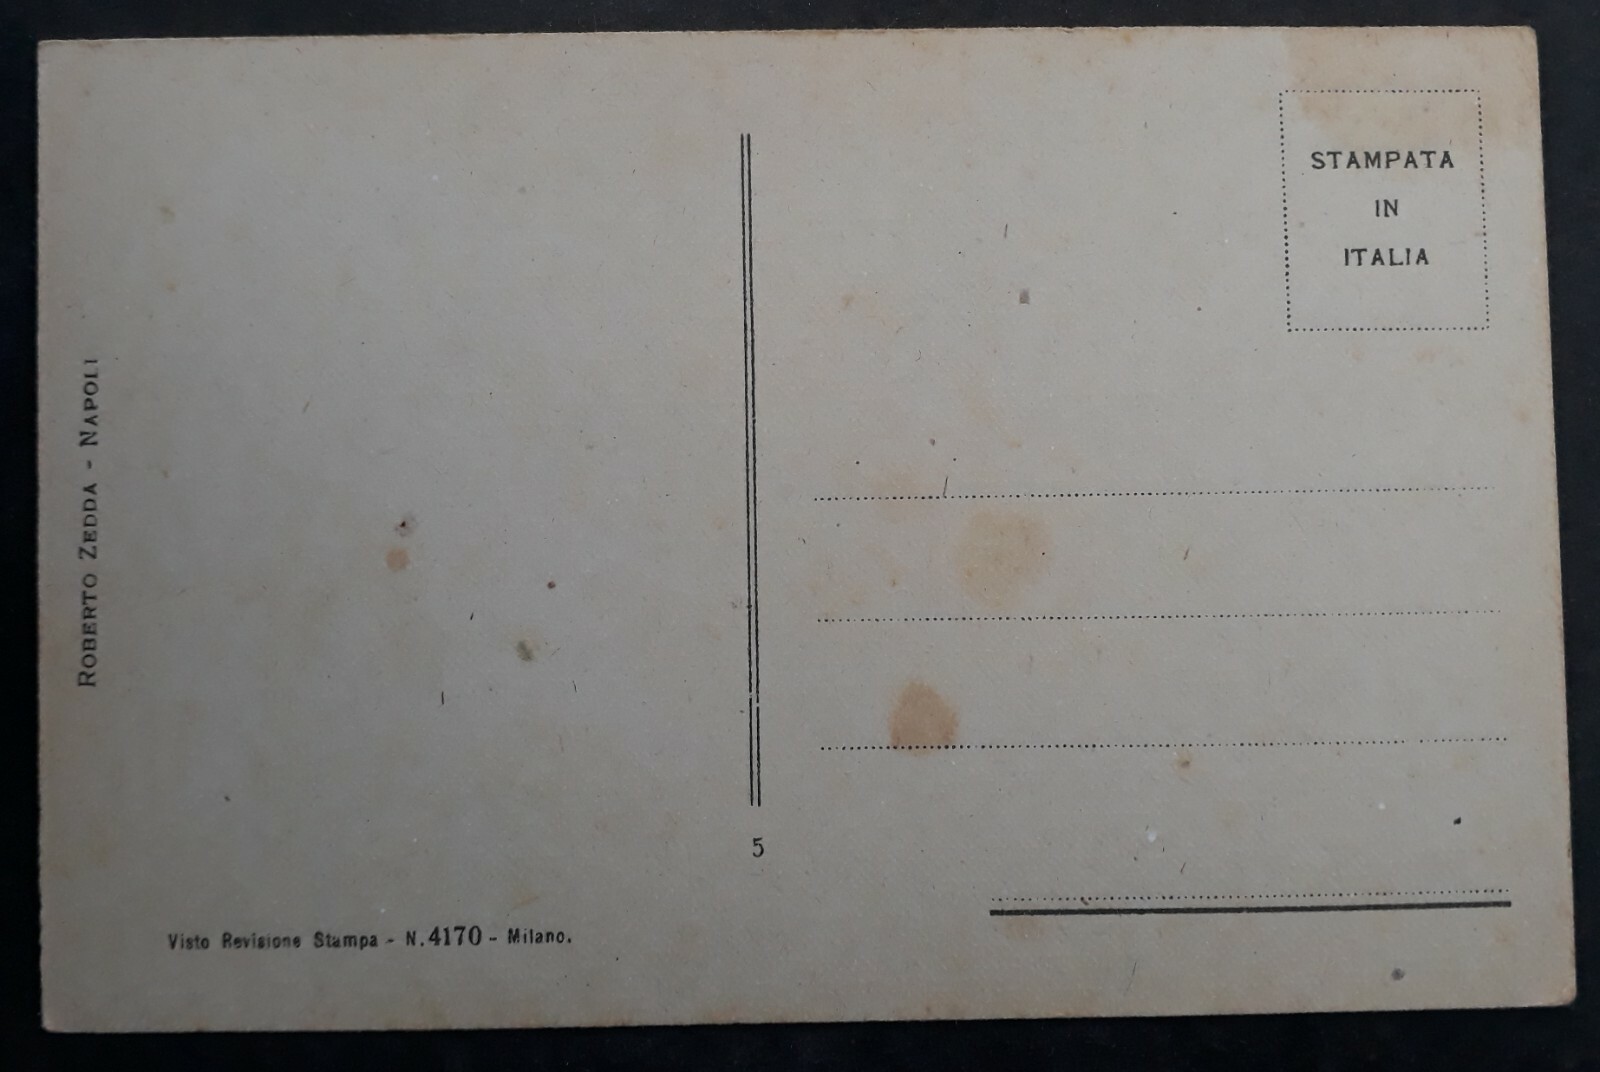 STAMPATA
IN
ITALIA
ROBERTO ZEDDA - NAPOLI
5
Visto Revisione Stampa - N. 4170 - Milano.